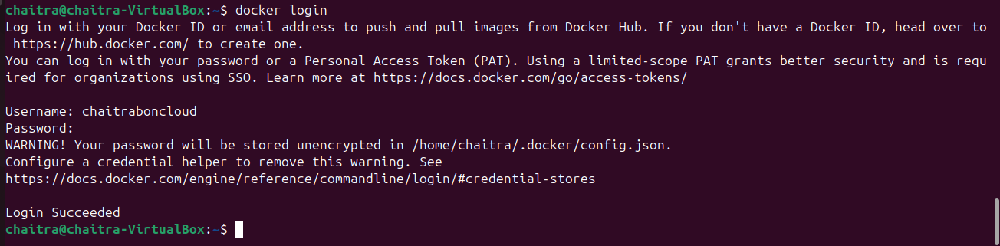 chaitra@chaitra-VirtualBox:~$ docker login
Log in with your Docker ID or email address to push and pull images from Docker Hub. If you don't have a Docker ID, head over to
 https://hub.docker.com/ to create one.
You can log in with your password or a Personal Access Token (PAT). Using a limited-scope PAT grants better security and is requ
ired for organizations using SSO. Learn more at https://docs.docker.com/go/access-tokens/
Username: chaitraboncloud
Password:
WARNING! Your password will be stored unencrypted in /home/chaitra/.docker/config.json.
Configure a credential helper to remove this warning. See
https://docs.docker.com/engine/reference/commandline/login/#credential-stores
Login Succeeded
chaitra@chaitra-VirtualBox:~$